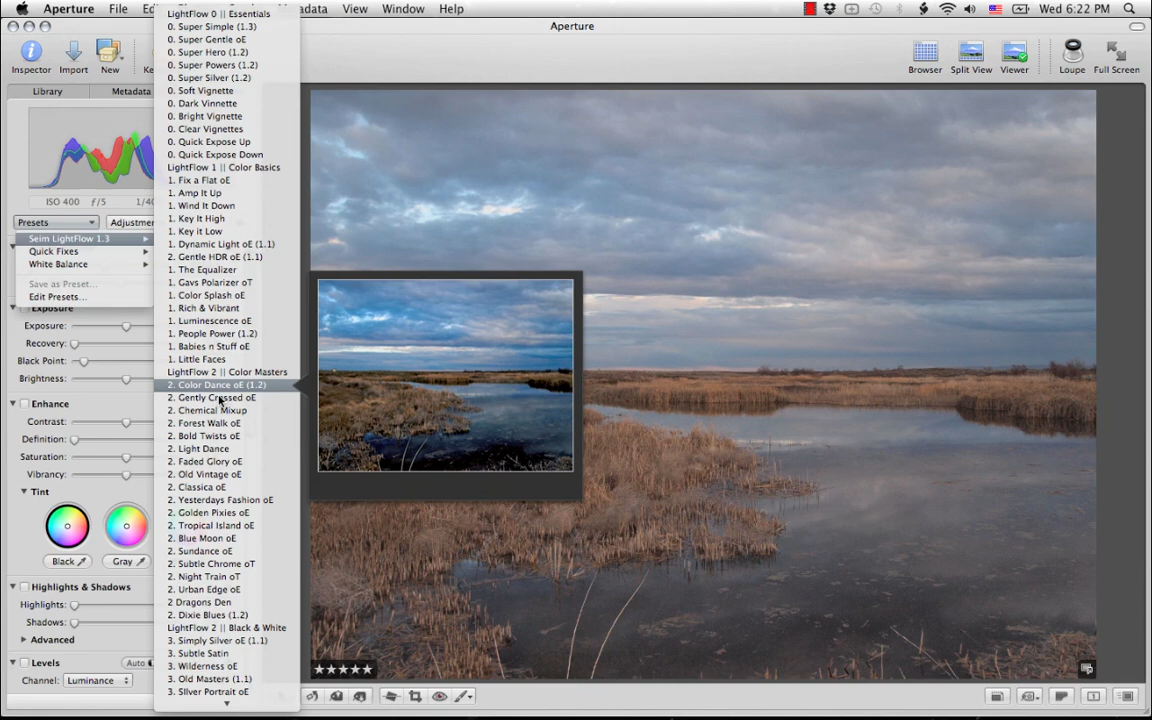 Aperture File Ed adata View Window Help Wed 6:22 PM
Aperture
Inspector Import New Ke Browser Split View Viewer Loupe Full Screen
Library Metadata
ISO 400 f/5 1/40
Presets Adjustmen
Seim LightFlow 1.3
Quick Fixes
White Balance
Save as Preset...
Edit Presets...
Exposure
Exposure:
Recovery:
Black Point:
Brightness:
Enhance
Contrast:
Definition:
Saturation:
Vibrancy:
Tint
Black Gray
Highlights & Shadows
Highlights:
Shadows:
Advanced
Levels Auto
Channel: Luminance
LightFlow 0 || Essentials
0. Super Simple (1.3)
0. Super Gentle oE
0. Super Hero (1.2)
0. Super Powers (1.2)
0. Super Silver (1.2)
0. Soft Vignette
0. Dark Vinnette
0. Bright Vignette
0. Clear Vignettes
0. Quick Expose Up
0. Quick Expose Down
LightFlow 1 || Color Basics
1. Fix a Flat oE
1. Amp It Up
1. Wind It Down
1. Key It High
1. Key it Low
1. Dynamic Light oE (1.1)
2. Gentle HDR oE (1.1)
1. The Equalizer
1. Gavs Polarizer oT
1. Color Splash oE
1. Rich & Vibrant
1. Luminescence oE
1. People Power (1.2)
1. Babies n Stuff oE
1. Little Faces
LightFlow 2 || Color Masters
2. Color Dance oE (1.2)
2. Gently Crossed oE
2. Chemical Mixup
2. Forest Walk oE
2. Bold Twists oE
2. Light Dance
2. Faded Glory oE
2. Old Vintage oE
2. Classica oE
2. Yesterdays Fashion oE
2. Golden Pixies oE
2. Tropical Island oE
2. Blue Moon oE
2. Sundance oE
2. Subtle Chrome oT
2. Night Train oT
2. Urban Edge oE
2 Dragons Den
2. Dixie Blues (1.2)
LightFlow 2 || Black & White
3. Simply Silver oE (1.1)
3. Subtle Satin
3. Wilderness oE
3. Old Masters (1.1)
3. SIlver Portrait oE